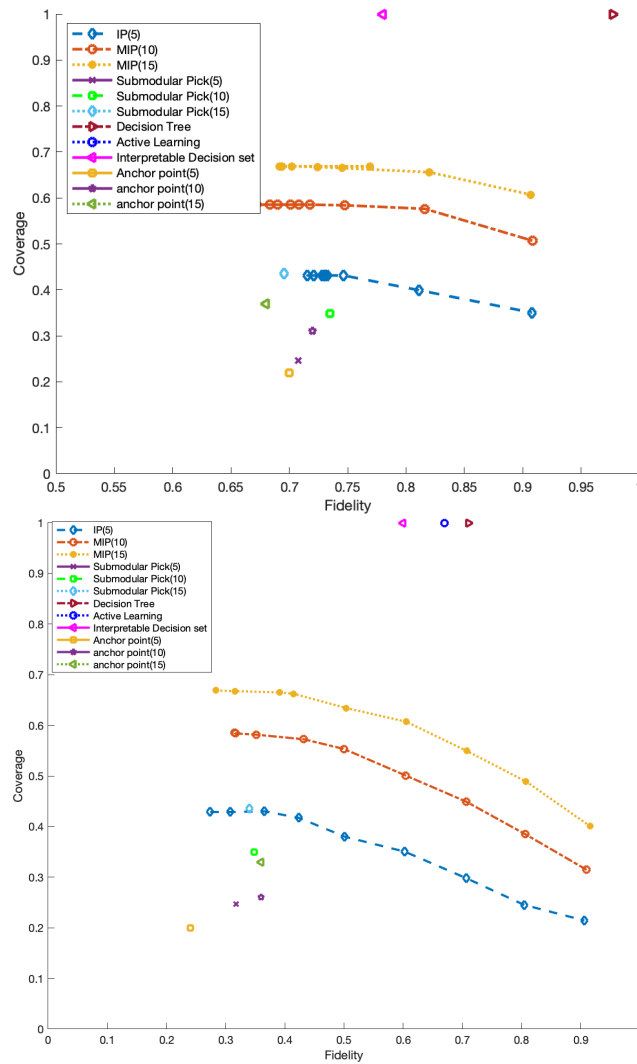 1
0.9
0.8
0.7
0.6
0.5
0.4
0.3
0.2
0.1
0
Coverage
IP(5)
MIP(10)
MIP(15)
Submodular Pick(5)
Submodular Pick(10)
Submodular Pick(15)
Decision Tree
Active Learning
Interpretable Decision set
Anchor point(5)
anchor point(10)
anchor point(15)
0.5 0.55 0.6 0.65 0.7 0.75 0.8 0.85 0.9 0.95
Fidelity
1
0.9
0.8
0.7
0.6
0.5
0.4
0.3
0.2
0.1
0
Coverage
IP(5)
MIP(10)
MIP(15)
Submodular Pick(5)
Submodular Pick(10)
Submodular Pick(15)
Decision Tree
Active Learning
Interpretable Decision set
Anchor point(5)
anchor point(10)
anchor point(15)
0 0.1 0.2 0.3 0.4 0.5 0.6 0.7 0.8 0.9
Fidelity